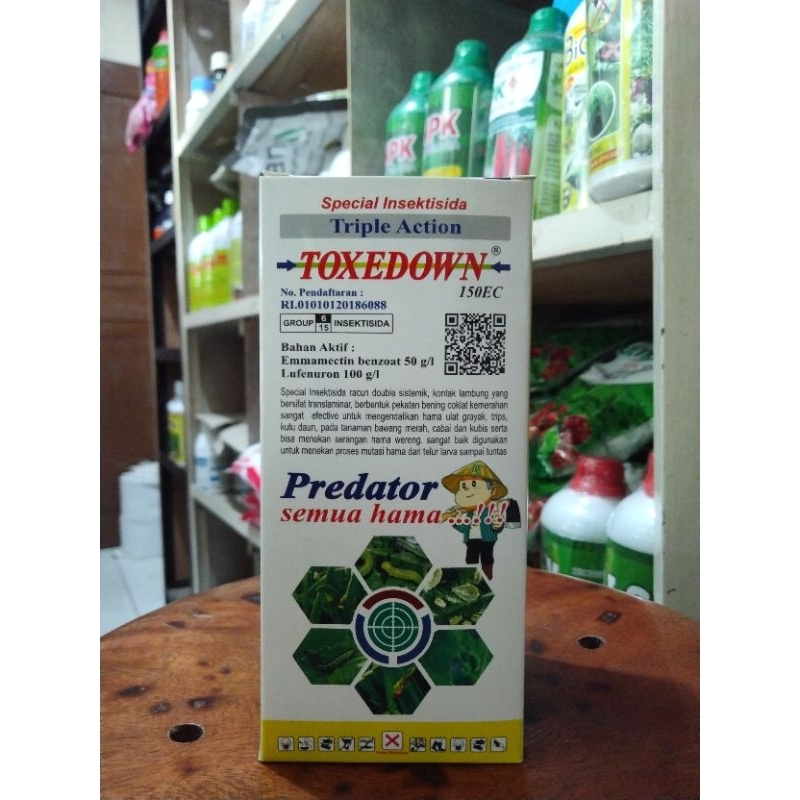 Special Insektisida
Triple Action
TOXEDOWN®
150EC
No. Pendaftaran :
RI.01010120186088
GROUP 6 15 INSEKTISIDA
Bahan Aktif :
Emmamectin benzoat 50 g/l
Lufenuron 100 g/l
Special Insektisida racun double sistemik, kontak lambung yang
bersifat translaminar, berbentuk pekatan bening coklat kemerahan
sangat efective untuk mengendalikan hama ulat grayak, trips,
kutu daun, pada tanaman bawang merah, cabai dan kubis serta
bisa menekan serangan hama wereng, sangat baik digunakan
untuk menekan proses mutasi hama dari telur larva sampai tuntas
Predator
semua hama....!!!
PK
PK